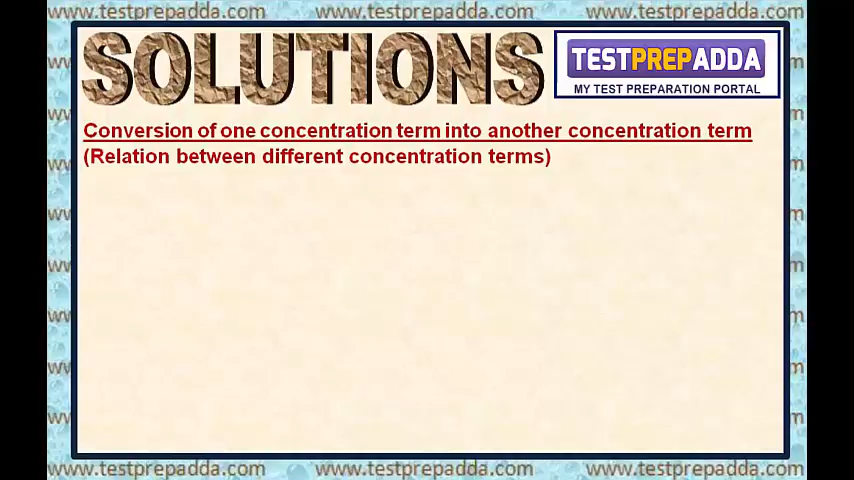 www.testprepadda.com www.testprepadda.com www.testprepadda.com
SOLUTIONS
TESTPREPADDA
MY TEST PREPARATION PORTAL
Conversion of one concentration term into another concentration term
(Relation between different concentration terms)
www.testprepadda.com www.testprepadda.com www.testprepadda.com